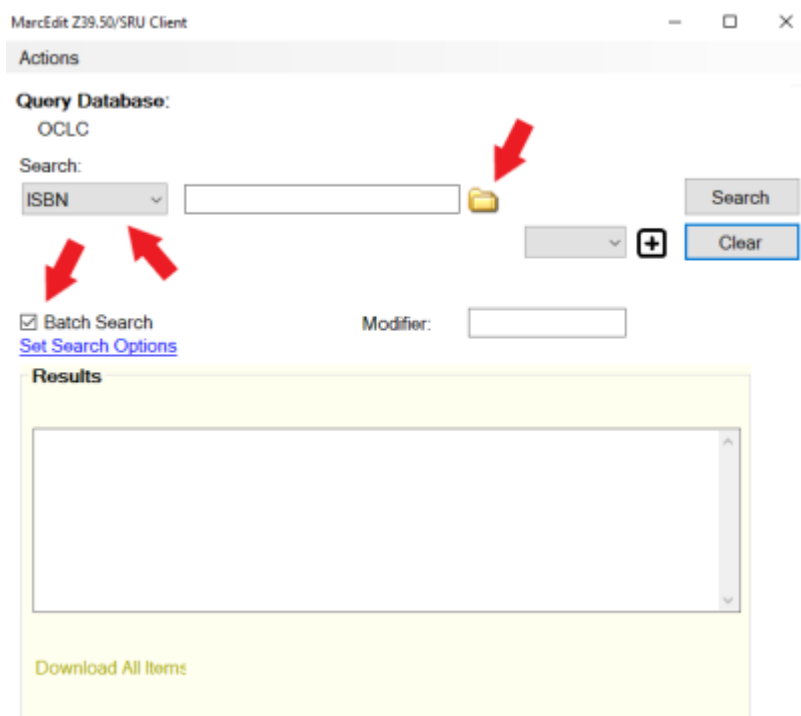 MarcEdit Z39.50/SRU Client
Actions
Query Database:
OCLC
Search:
ISBN
Search
Clear
Batch Search
Modifier:
Set Search Options
Results
Download All Items